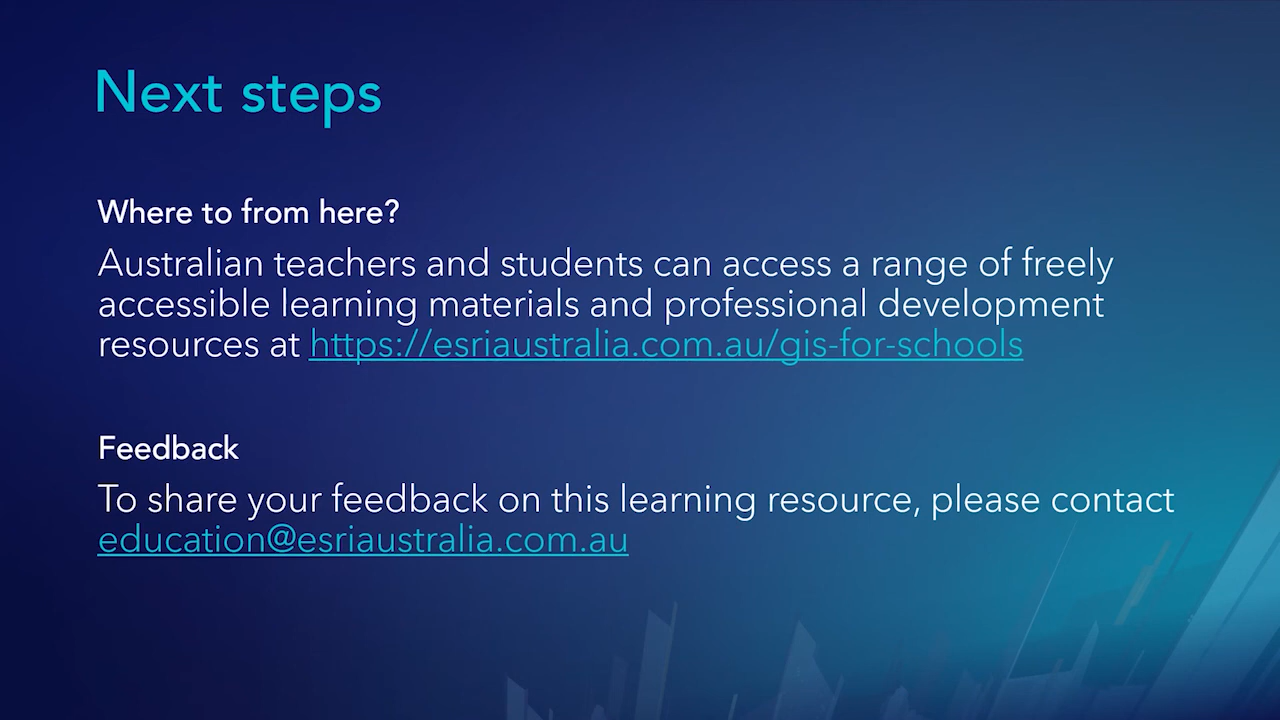 Next steps
Where to from here?
Australian teachers and students can access a range of freely
accessible learning materials and professional development
resources at https://esriaustralia.com.au/gis-for-schools
Feedback
To share your feedback on this learning resource, please contact
education@esriaustralia.com.au